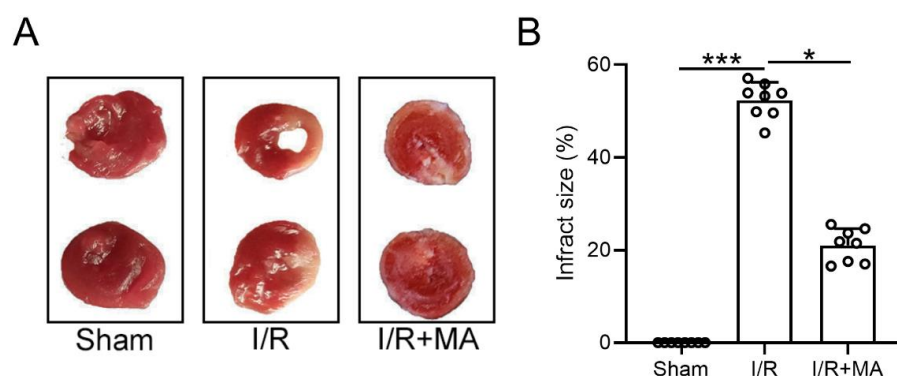 A
Sham
I/R
I/R+MA
B
***
*
Infract size (%)
60
40
20
0
Sham
I/R
I/R+MA